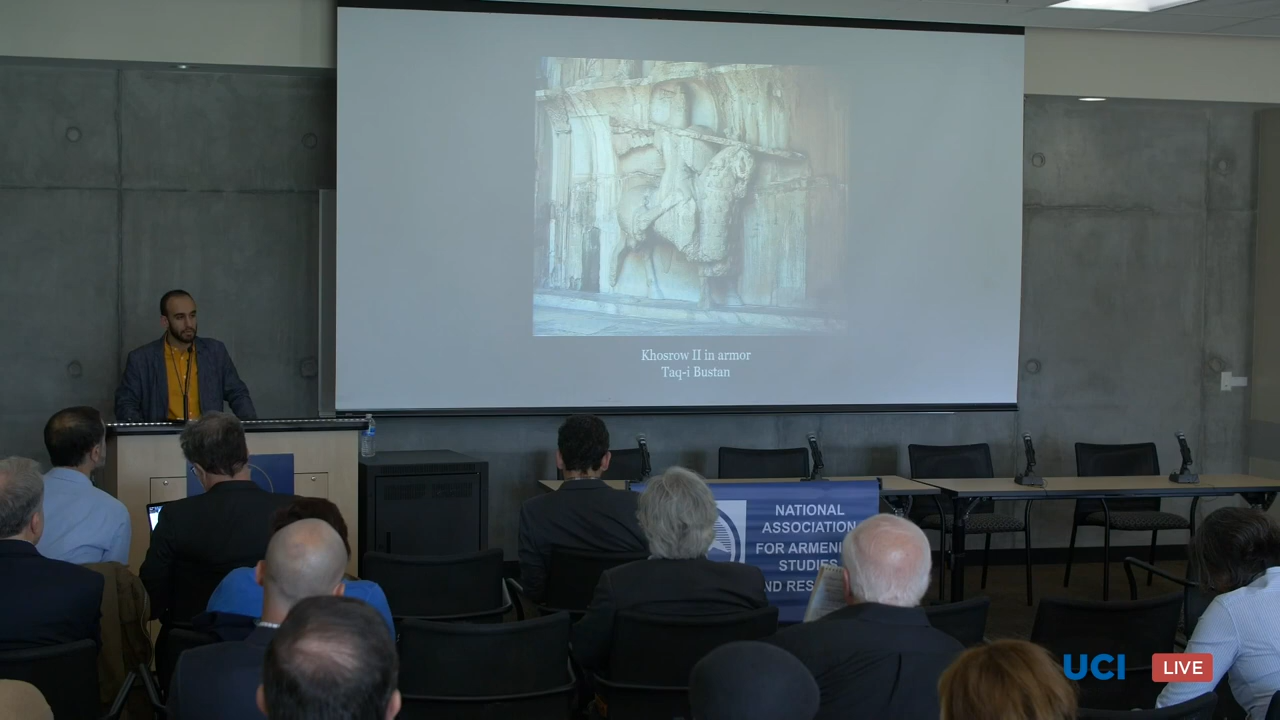 Khosrow II in armor
Taq-i Bustan
NATIONAL
ASSOCIATION
FOR ARMENI
STUDIES
ND RES
UCI
LIVE